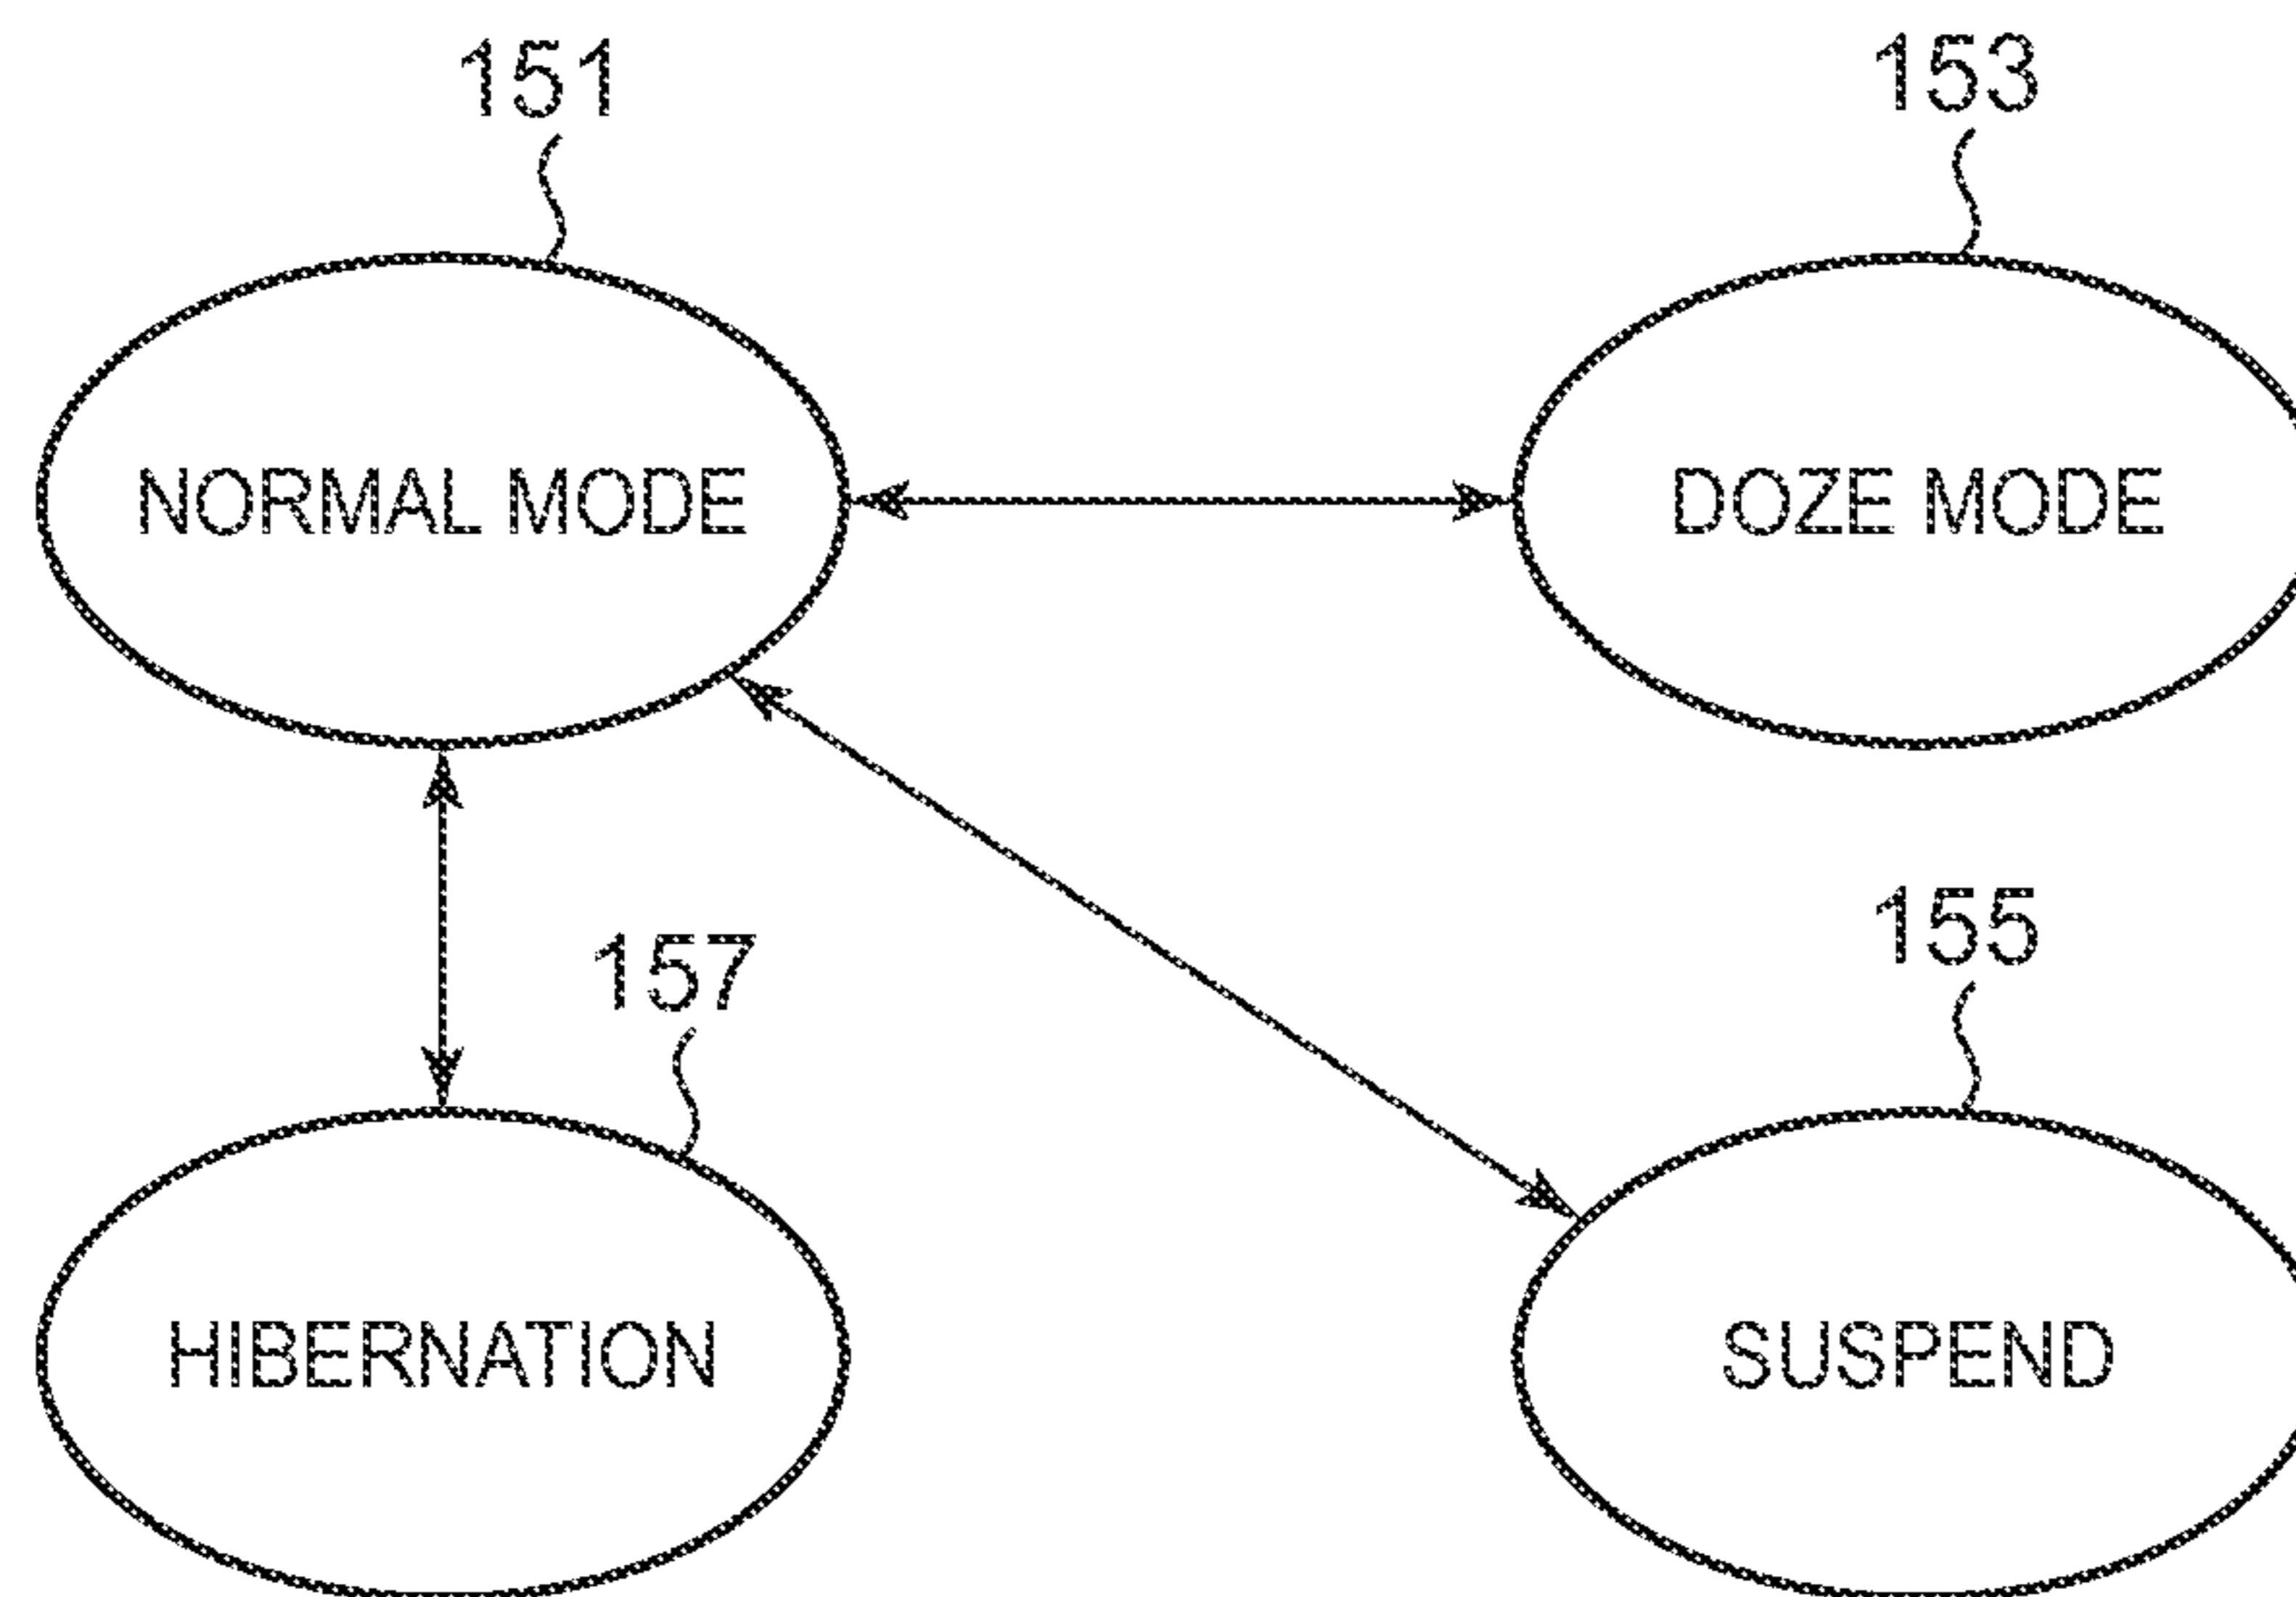 151
153
NORMAL MODE
DOZE MODE
157
155
HIBERNATION
SUSPEND